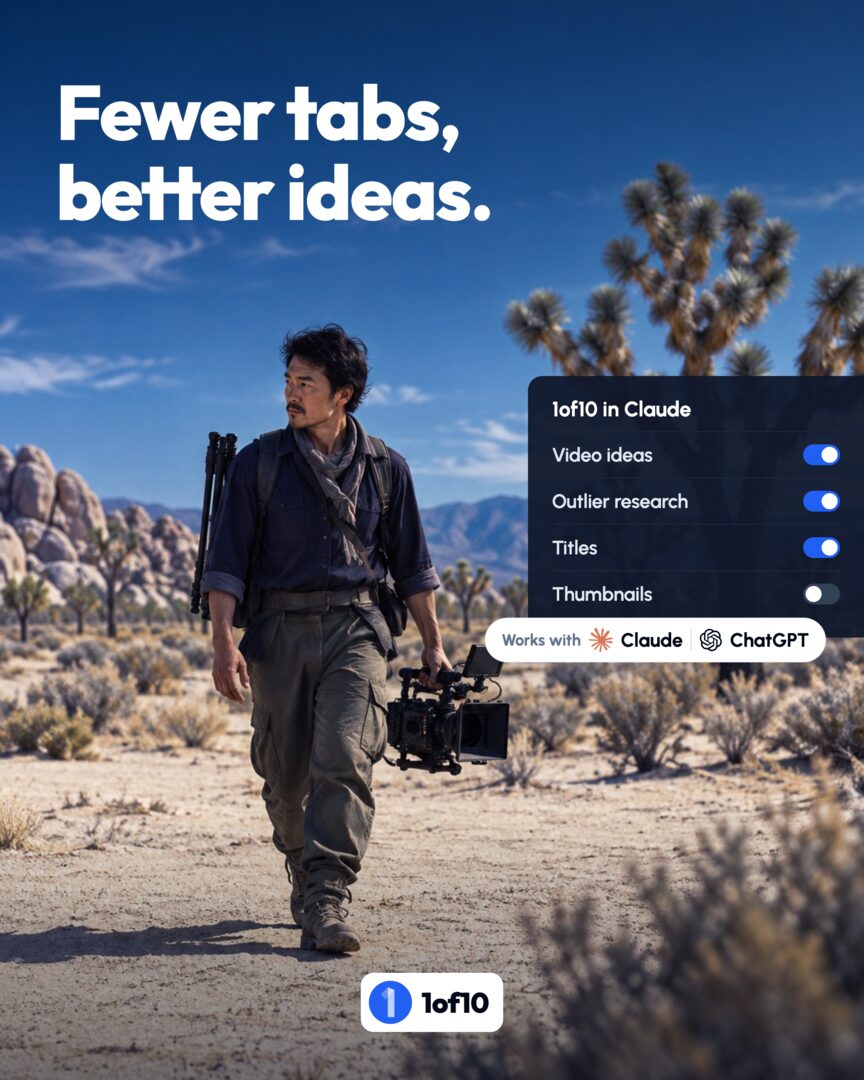 Fewer tabs,
better ideas.
1of10 in Claude
Video ideas
Outlier research
Titles
Thumbnails
Works with Claude ChatGPT
1of10